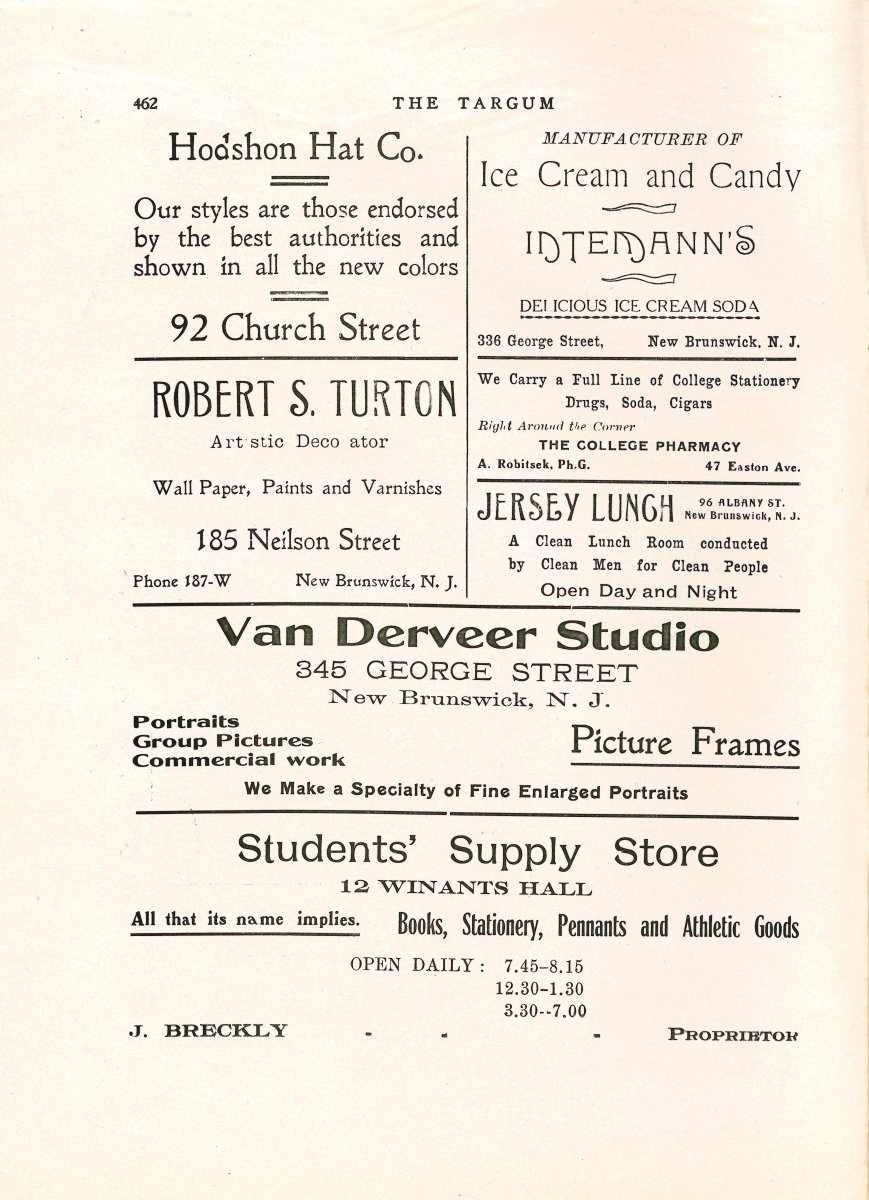 462 THE TARGUM
Hodshon Hat Co.
Our styles are those endorsed
by the best authorities and
shown in all the new colors
92 Church Street
ROBERT S. TURTON
Art stic Deco ator
Wall Paper, Paints and Varnishes
185 Neilson Street
Phone 187-W New Brunswick, N. J.
MANUFACTURER OF
Ice Cream and Candy
INTEMANN'S
DELICIOUS ICE CREAM SODA
336 George Street, New Brunswick, N. J.
We Carry a Full Line of College Stationery
Drugs, Soda, Cigars
Right Around the Corner
THE COLLEGE PHARMACY
A. Robitsek, Ph.G. 47 Easton Ave.
JERSEY LUNCH 96 ALBANY ST.
New Brunswick, N. J.
A Clean Lunch Room conducted
by Clean Men for Clean People
Open Day and Night
Van Derveer Studio
345 GEORGE STREET
New Brunswick, N. J.
Portraits
Group Pictures
Commercial work
Picture Frames
We Make a Specialty of Fine Enlarged Portraits
Students' Supply Store
12 WINANTS HALL
All that its name implies. Books, Stationery, Pennants and Athletic Goods
OPEN DAILY : 7.45–8.15
12.30–1.30
3.30--7.00
J. BRECKLY - - - PROPRIETOR